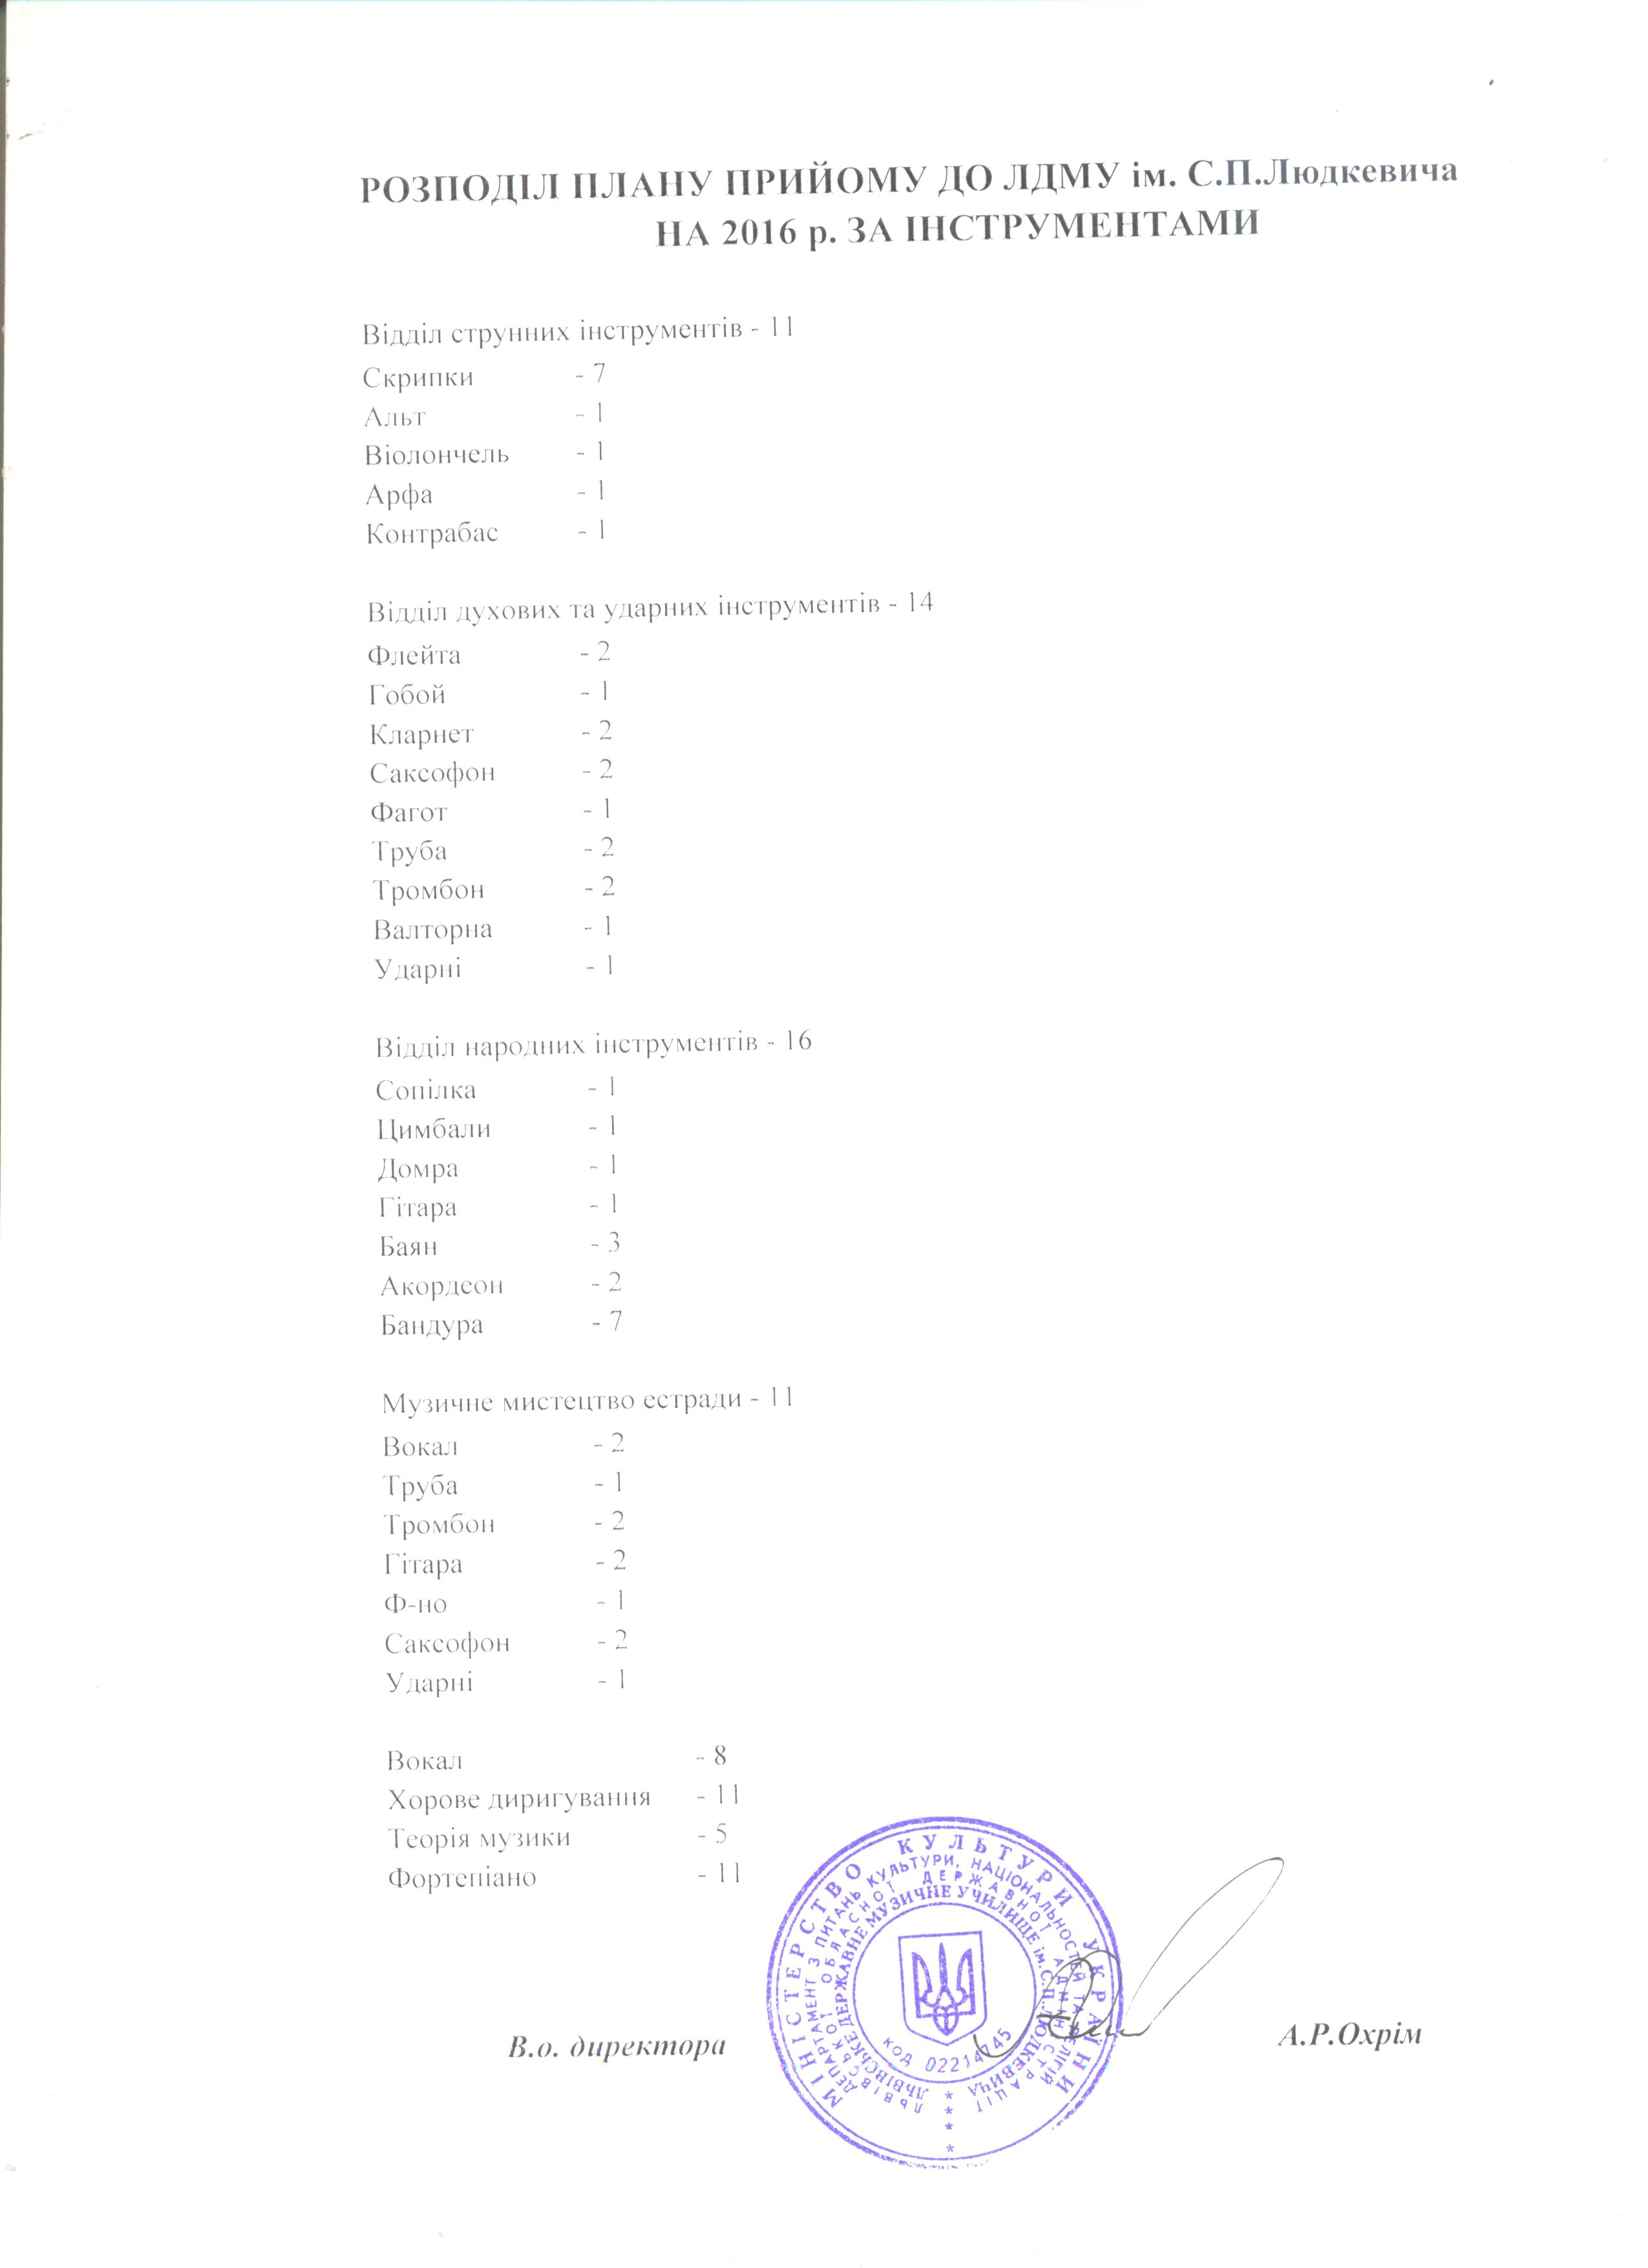 РОЗПОДІЛ ПЛАНУ ПРИЙОМУ ДО ЛДМУ ім. С.П.Людкевича
НА 2016 р. ЗА ІНСТРУМЕНТАМИ
Відділ струнних інструментів - 11
Скрипки - 7
Альт - 1
Віолончель - 1
Арфа - 1
Контрабас - 1
Відділ духових та ударних інструментів - 14
Флейта - 2
Гобой - 1
Кларнет - 2
Саксофон - 2
Фагот - 1
Труба - 2
Тромбон - 2
Валторна - 1
Ударні - 1
Відділ народних інструментів - 16
Сопілка - 1
Цимбали - 1
Домра - 1
Гітара - 1
Баян - 3
Акордеон - 2
Бандура - 7
Музичне мистецтво естради - 11
Вокал - 2
Труба - 1
Тромбон - 2
Гітара - 2
Ф-но - 1
Саксофон - 2
Ударні - 1
Вокал - 8
Хорове диригування - 11
Теорія музики - 5
Фортепіано - 11
В.о. директора
А.Р.Охрім
МІНІСТЕРСТВО КУЛЬТУРИ УКРАЇНИ
ДЕПАРТАМЕНТ З ПИТАНЬ КУЛЬТУРИ, НАЦІОНАЛЬНОСТЕЙ ТА РЕЛІГІЙ
ЛЬВІВСЬКОЇ ОБЛАСНОЇ ДЕРЖАВНОЇ АДМІНІСТРАЦІЇ
ЛЬВІВСЬКЕ ДЕРЖАВНЕ МУЗИЧНЕ УЧИЛИЩЕ ім. С.П. ЛЮДКЕВИЧА
КОД 02214745